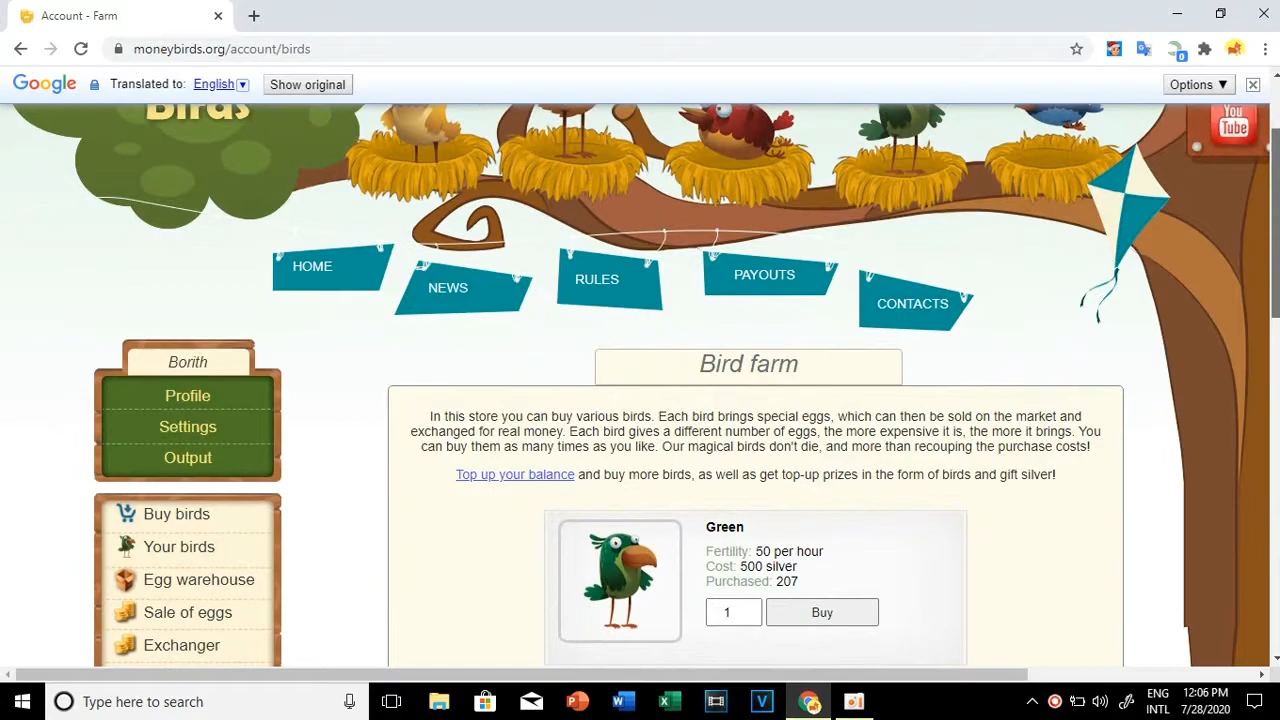 Account - Farm
moneybirds.org/account/birds
0
Google
Translated to:
English
Show original
Options ▼
Birds
You
Tube
HOME
NEWS
RULES
PAYOUTS
CONTACTS
Borith
Profile
Settings
Output
Buy birds
Your birds
Egg warehouse
Sale of eggs
Exchanger
Bird farm
In this store you can buy various birds. Each bird brings special eggs, which can then be sold on the market and
exchanged for real money. Each bird gives a different number of eggs, the more expensive it is, the more it brings. You
can buy them as many times as you like. Our magical birds don't die, and more than recouping the purchase costs!
Top up your balance and buy more birds, as well as get top-up prizes in the form of birds and gift silver!
Green
Fertility: 50 per hour
Cost: 500 silver
Purchased: 207
1
Buy
Type here to search
ENG
INTL
12:06 PM
7/28/2020